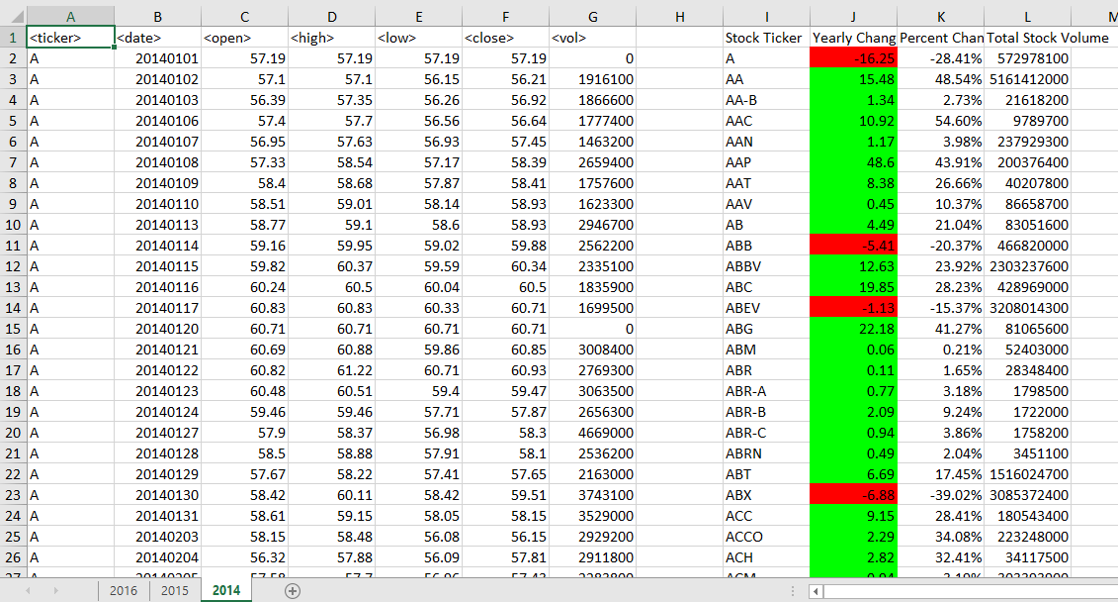 A B C D E F G H I J K L
1 <ticker> <date> <open> <high> <low> <close> <vol> Stock Ticker Yearly Chang Percent Chan Total Stock Volume
2 A 20140101 57.19 57.19 57.19 57.19 0 A -16.25 -28.41% 572978100
3 A 20140102 57.1 57.1 56.15 56.21 1916100 AA 15.48 48.54% 5161412000
4 A 20140103 56.39 57.35 56.26 56.92 1866600 AA-B 1.34 2.73% 21618200
5 A 20140106 57.4 57.7 56.56 56.64 1777400 AAC 10.92 54.60% 9789700
6 A 20140107 56.95 57.63 56.93 57.45 1463200 AAN 1.17 3.98% 237929300
7 A 20140108 57.33 58.54 57.17 58.39 2659400 AAP 48.6 43.91% 200376400
8 A 20140109 58.4 58.68 57.87 58.41 1757600 AAT 8.38 26.66% 40207800
9 A 20140110 58.51 59.01 58.14 58.93 1623300 AAV 0.45 10.37% 86658700
10 A 20140113 58.77 59.1 58.6 58.93 2946700 AB 4.49 21.04% 83051600
11 A 20140114 59.16 59.95 59.02 59.88 2562200 ABB -5.41 -20.37% 466820000
12 A 20140115 59.82 60.37 59.59 60.34 2335100 ABBV 12.63 23.92% 2303237600
13 A 20140116 60.24 60.5 60.04 60.5 1835900 ABC 19.85 28.23% 428969000
14 A 20140117 60.83 60.83 60.33 60.71 1699500 ABEV -1.13 -15.37% 3208014300
15 A 20140120 60.71 60.71 60.71 60.71 0 ABG 22.18 41.27% 81065600
16 A 20140121 60.69 60.88 59.86 60.85 3008400 ABM 0.06 0.21% 52403000
17 A 20140122 60.82 61.22 60.71 60.93 2769300 ABR 0.11 1.65% 28348400
18 A 20140123 60.48 60.51 59.4 59.47 3063500 ABR-A 0.77 3.18% 1798500
19 A 20140124 59.46 59.46 57.71 57.87 2656300 ABR-B 2.09 9.24% 1722000
20 A 20140127 57.9 58.37 56.98 58.3 4669000 ABR-C 0.94 3.86% 1758200
21 A 20140128 58.5 58.88 57.91 58.1 2536200 ABRN 0.49 2.04% 3451100
22 A 20140129 57.67 58.22 57.41 57.65 2163000 ABT 6.69 17.45% 1516024700
23 A 20140130 58.42 60.11 58.42 59.51 3743100 ABX -6.88 -39.02% 3085372400
24 A 20140131 58.61 59.15 58.05 58.15 3529000 ACC 9.15 28.41% 180543400
25 A 20140203 58.15 58.48 56.08 56.15 2929200 ACCO 2.29 34.08% 223248000
26 A 20140204 56.32 57.88 56.09 57.81 2911800 ACH 2.82 32.41% 34117500
2016 2015 2014